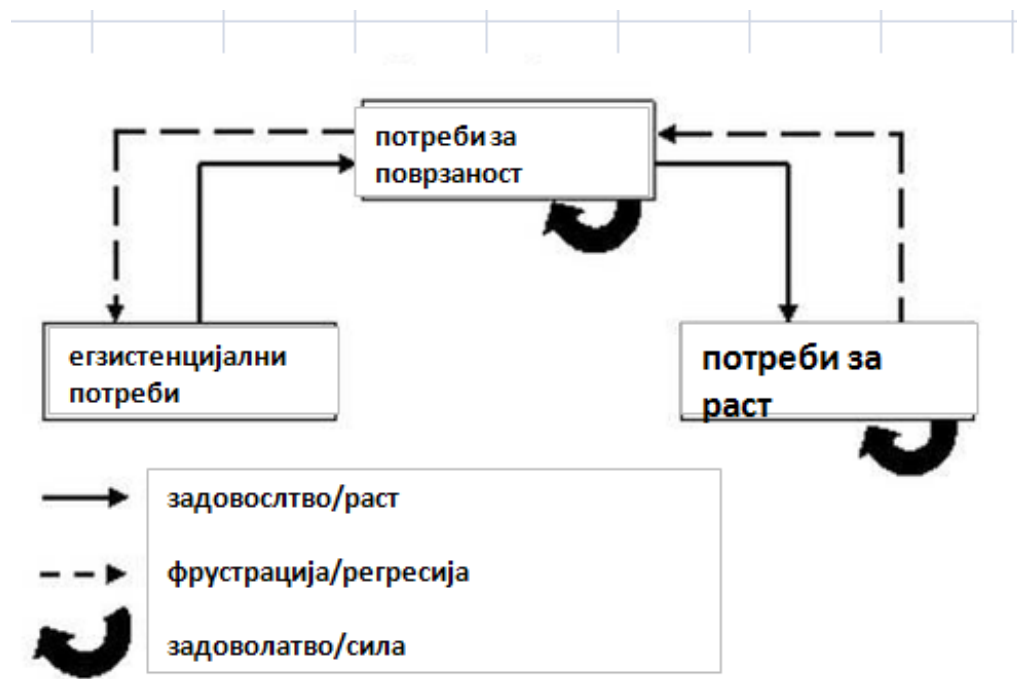 потреби за
поврзаност
егзистенцијални
потреби
потреби за
раст
задовослтво/раст
фрустрација/регресија
задоволатво/сила